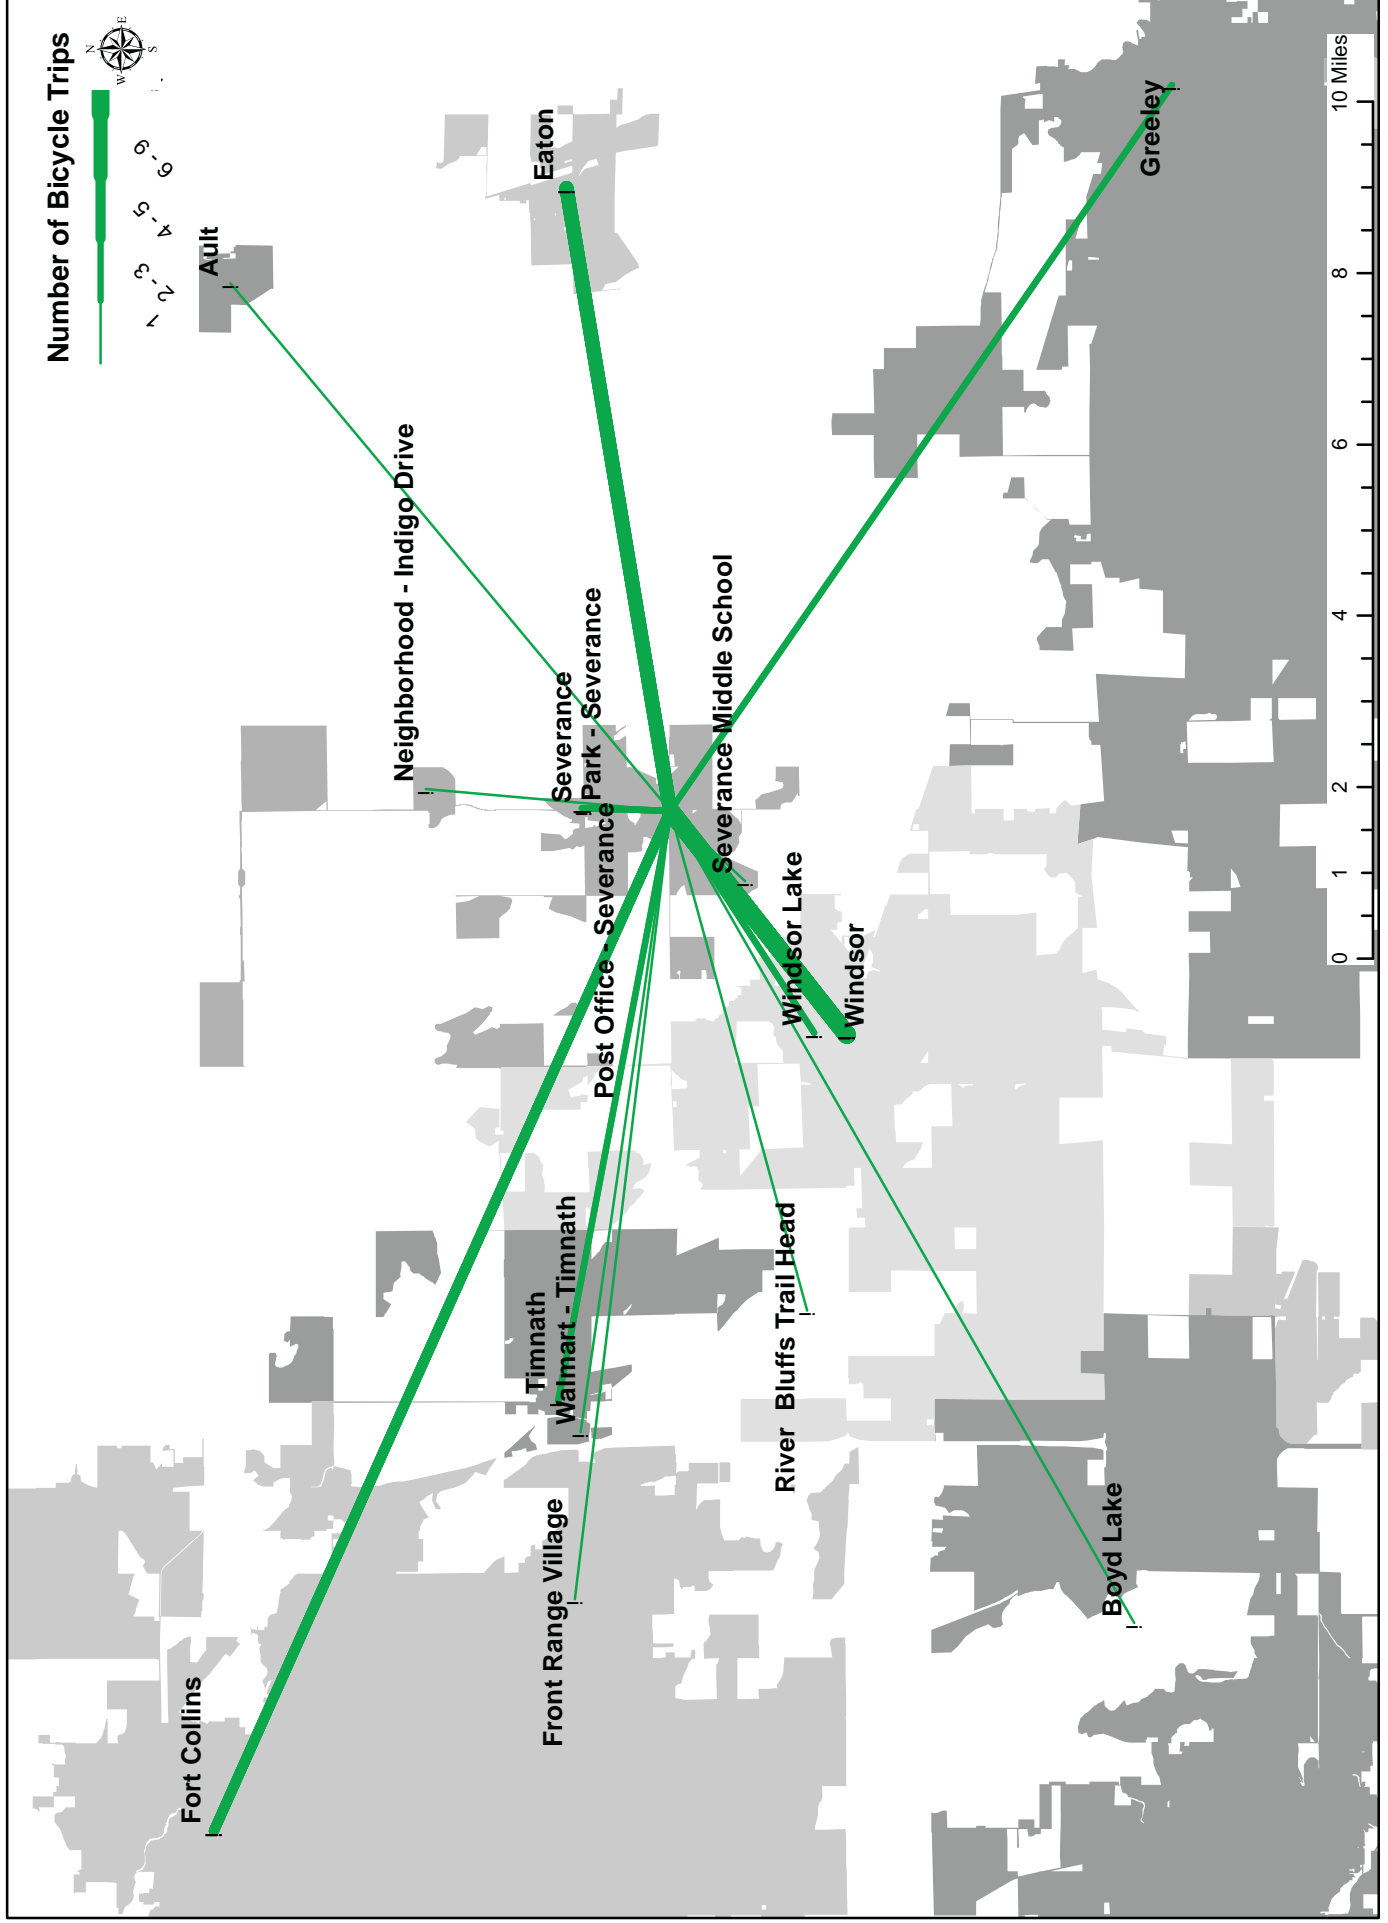 Number of Bicycle Trips
N
E
S
W
1
2 - 3
4 - 5
6 - 9
Ault
Eaton
Greeley
Neighborhood - Indigo Drive
Severance
Park - Severance
Post Office - Severance
Severance Middle School
Windsor Lake
Windsor
Timnath
Walmart - Timnath
River Bluffs Trail Head
Front Range Village
Fort Collins
Boyd Lake
0 1 2 4 6 8 10 Miles